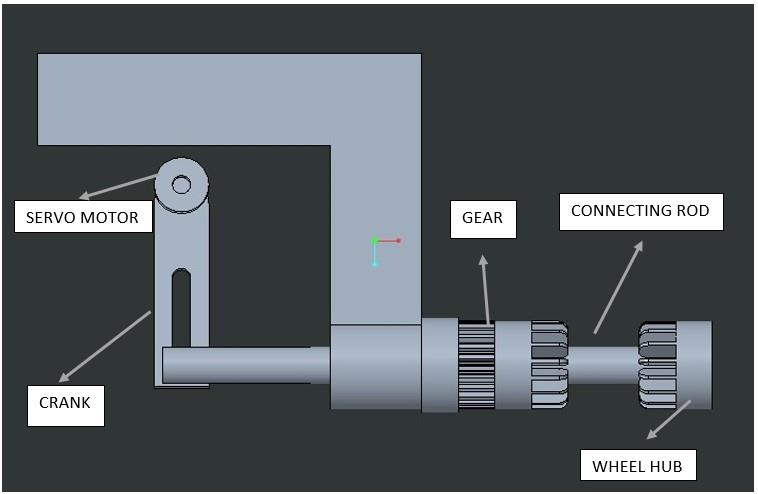 SERVO MOTOR
GEAR
CONNECTING ROD
CRANK
WHEEL HUB